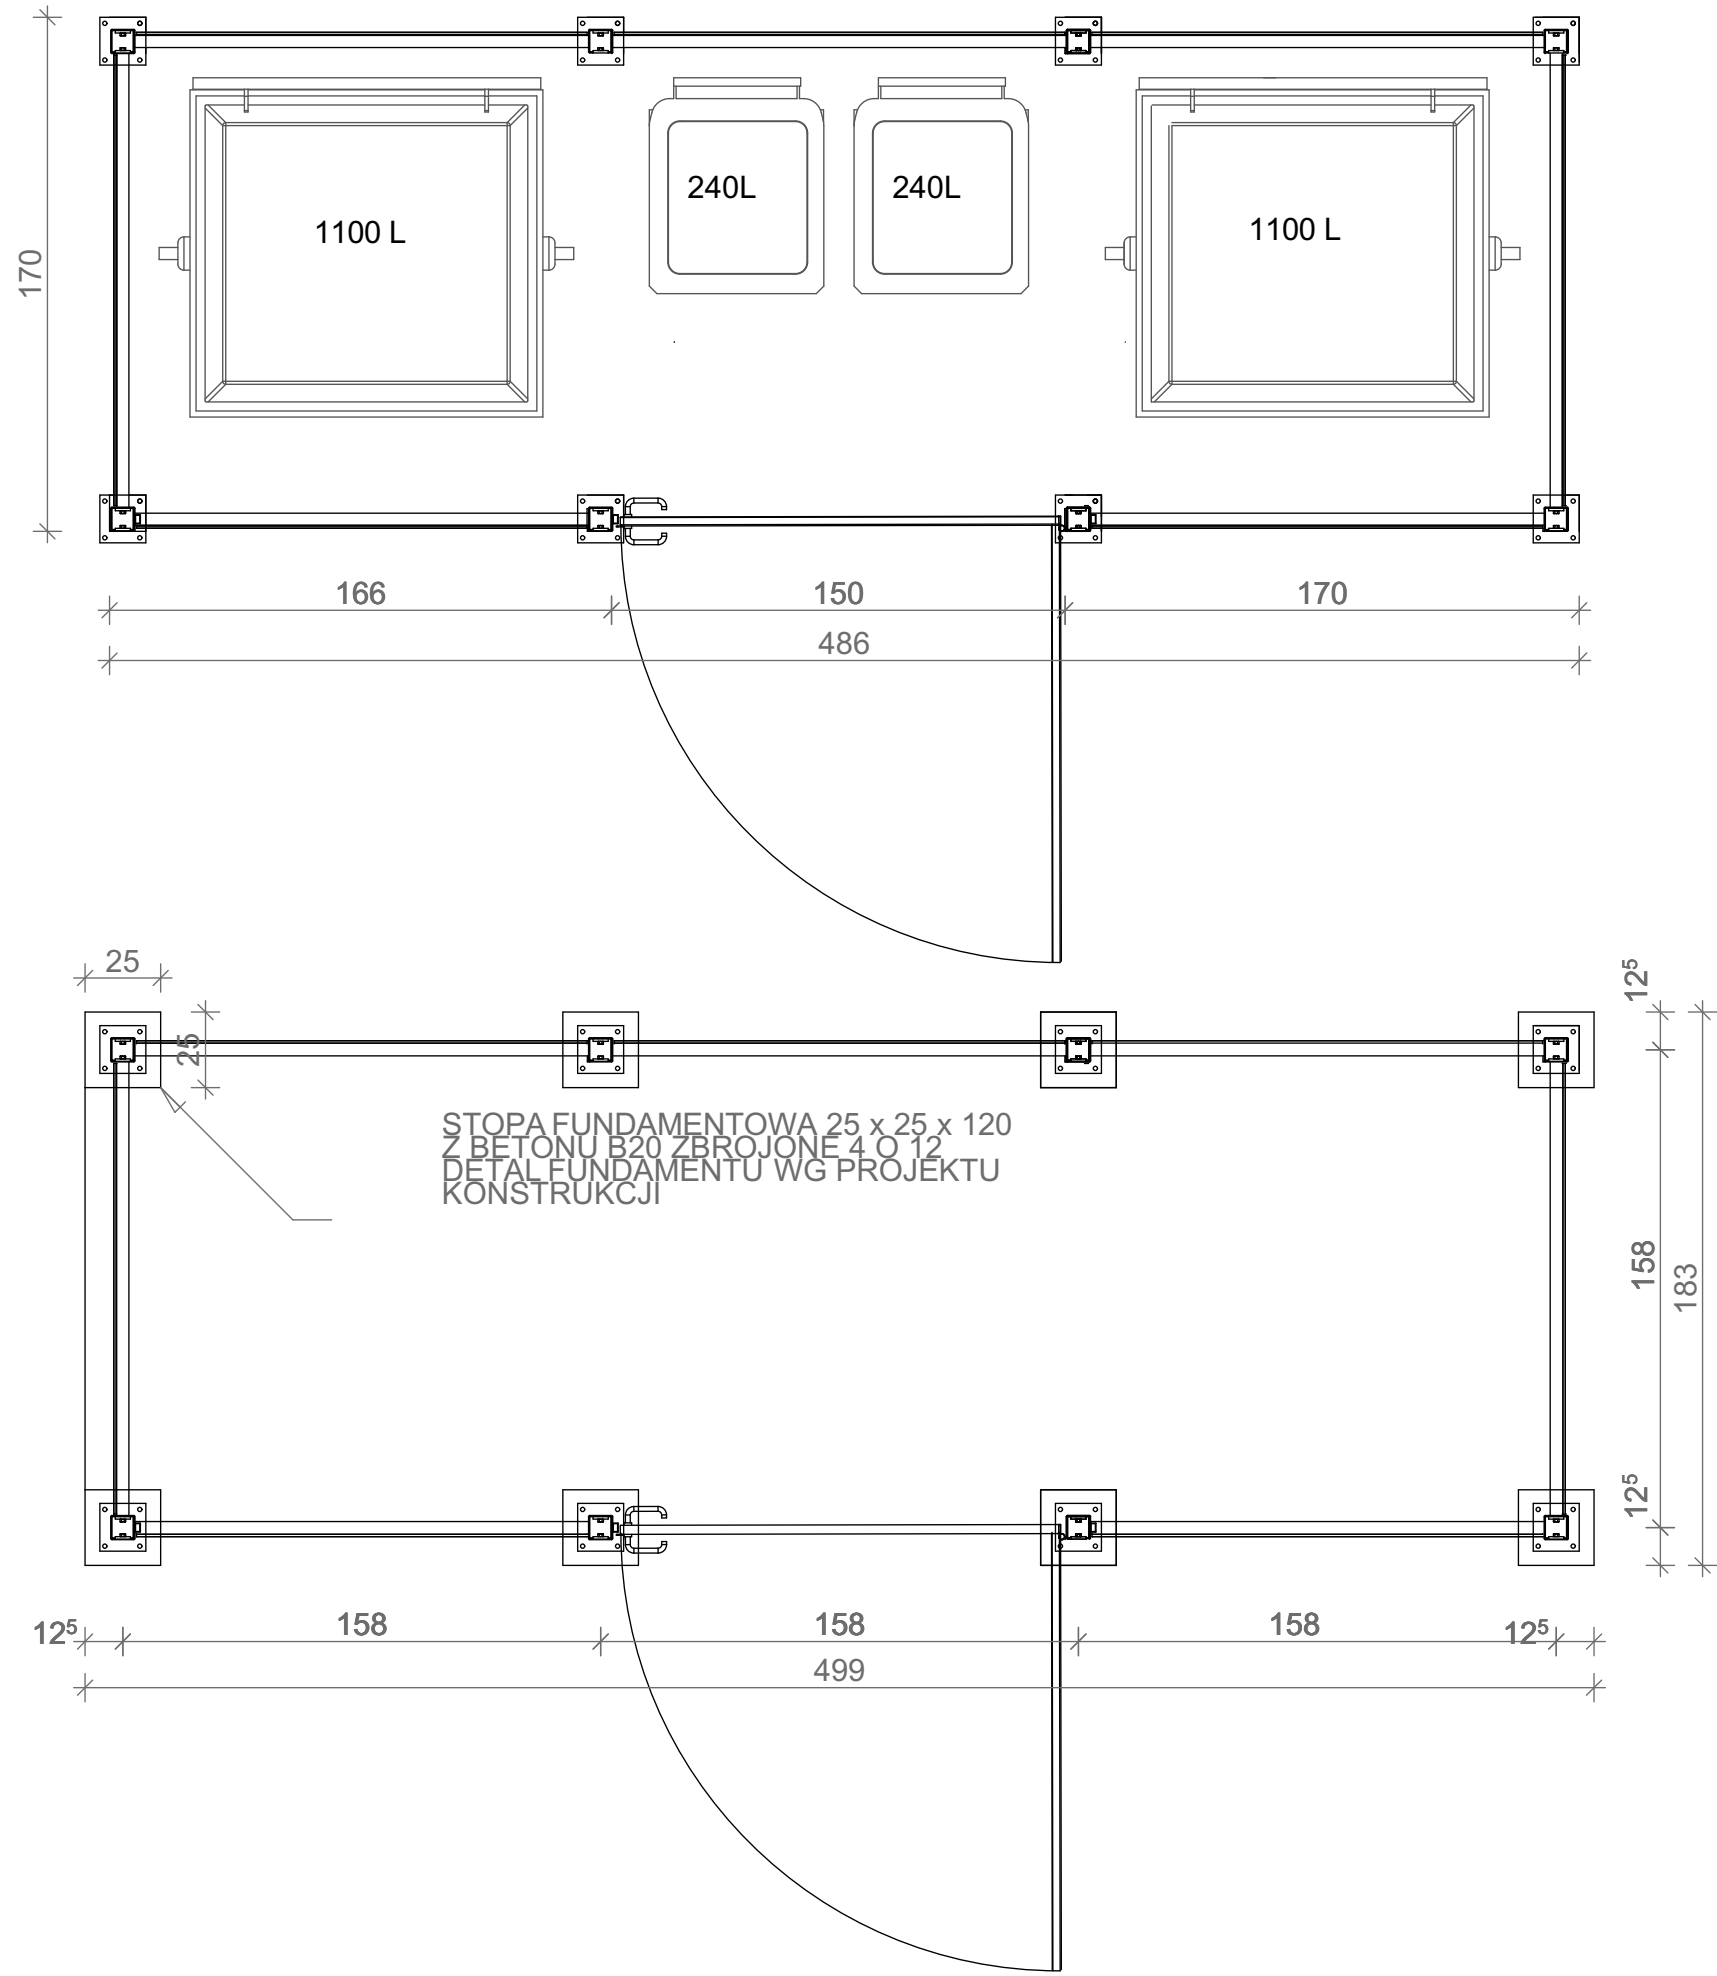 240L
240L
1100 L
1100 L
170
166
150
170
486
25
12⁵
25
STOPA FUNDAMENTOWA 25 x 25 x 120
Z BETONU B20 ZBROJONE 4 O 12
DETAL FUNDAMENTU WG PROJEKTU
KONSTRUKCJI
158
183
12⁵
12⁵
158
158
158
12⁵
499